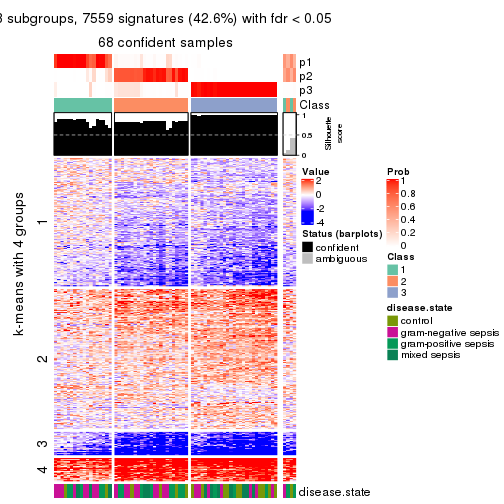 3 subgroups, 7559 signatures (42.6%) with fdr < 0.05
68 confident samples
p1
p2
p3
Class
1
0.5
0
Silhouette
score
k-means with 4 groups
1
2
3
4
disease.state
Value
2
0
-2
-4
Status (barplots)
confident
ambiguous
Prob
1
0.8
0.6
0.4
0.2
0
Class
1
2
3
disease.state
control
gram-negative sepsis
gram-positive sepsis
mixed sepsis